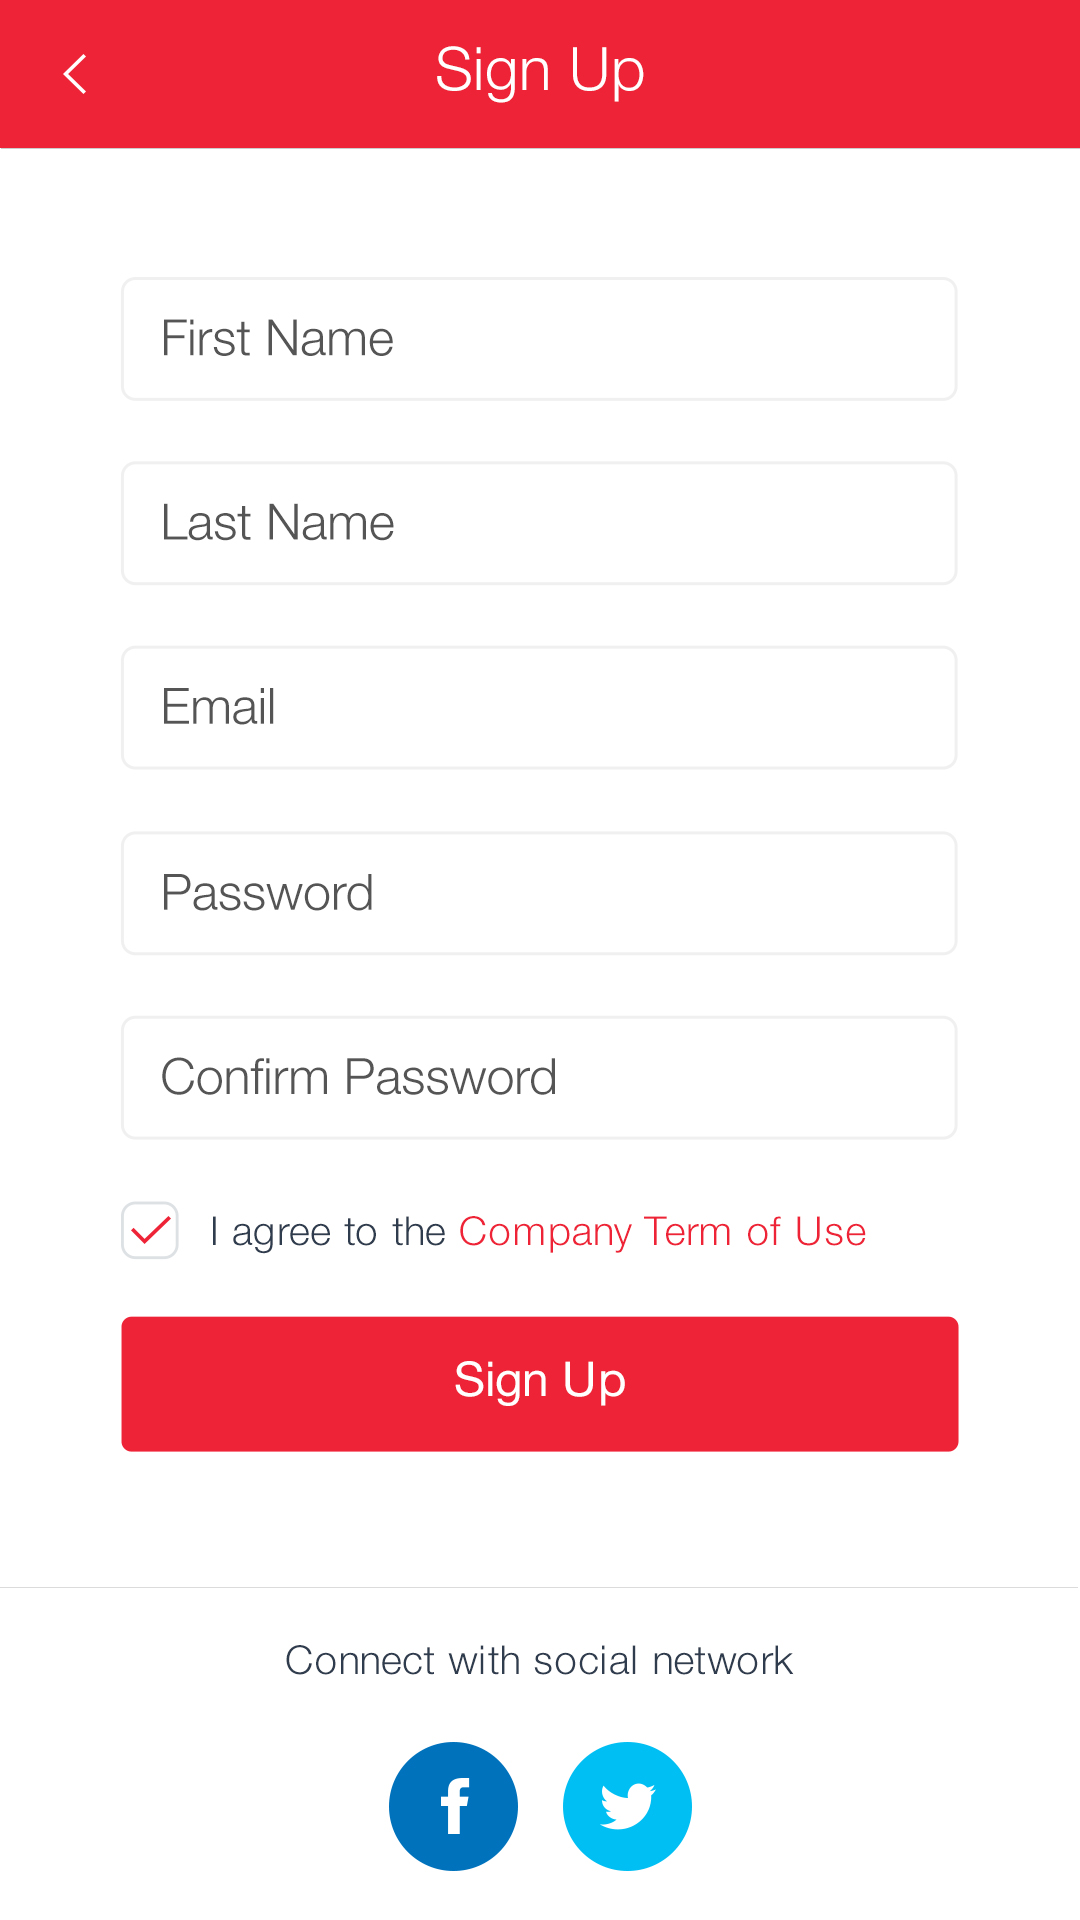 Sign Up
First Name
Last Name
Email
Password
Confirm Password
I agree to the Company Term of Use
Sign Up
Connect with social network